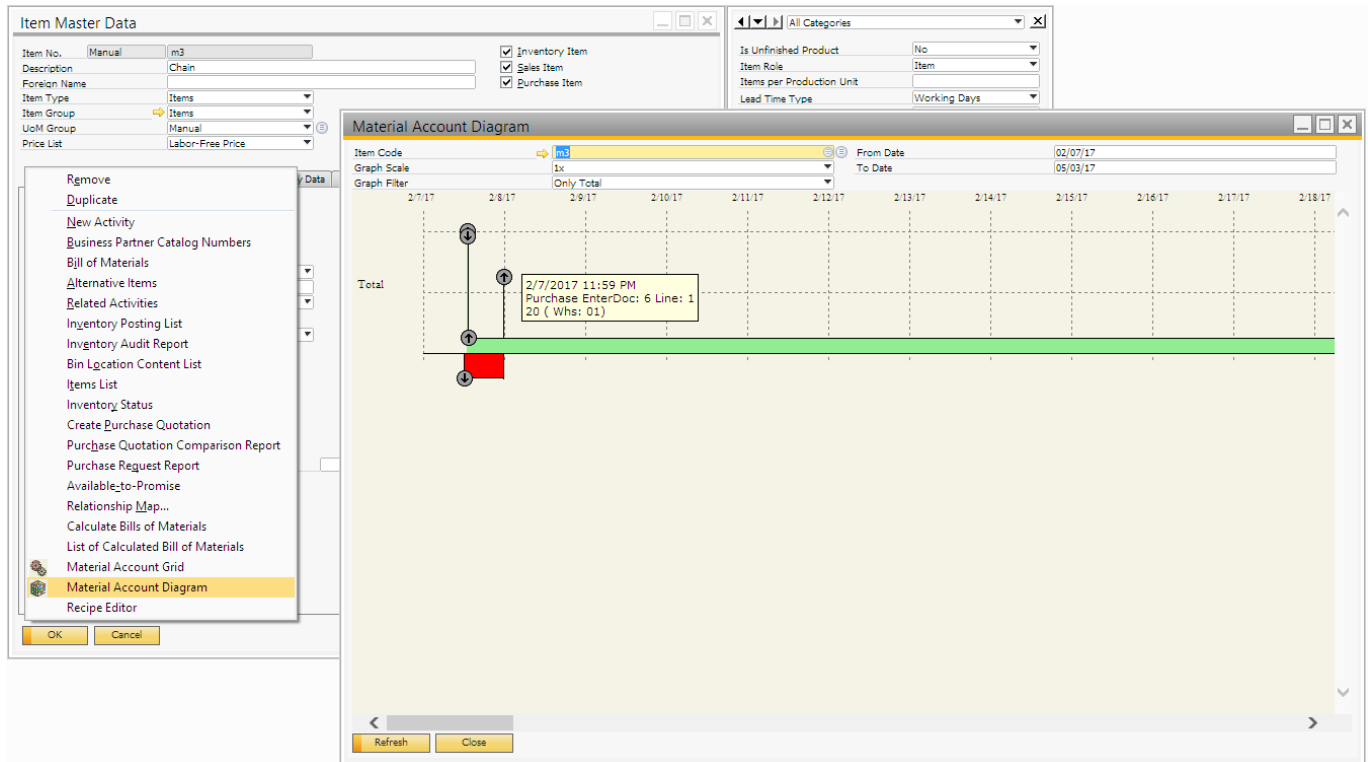 Item Master Data
Item No. Manual m3
Description Chain
Foreign Name
Item Type Items
Item Group Items
UoM Group Manual
Price List Labor-Free Price
Inventory Item
Sales Item
Purchase Item
All Categories
Is Unfinished Product No
Item Role Item
Items per Production Unit
Lead Time Type Working Days
y Data
Remove
Duplicate
New Activity
Business Partner Catalog Numbers
Bill of Materials
Alternative Items
Related Activities
Inventory Posting List
Inventory Audit Report
Bin Location Content List
Items List
Inventory Status
Create Purchase Quotation
Purchase Quotation Comparison Report
Purchase Request Report
Available-to-Promise
Relationship Map...
Calculate Bills of Materials
List of Calculated Bill of Materials
Material Account Grid
Material Account Diagram
Recipe Editor
OK Cancel
Material Account Diagram
Item Code m3 From Date 02/07/17
Graph Scale 1x To Date 05/03/17
Graph Filter Only Total
2/7/17 2/8/17 2/9/17 2/10/17 2/11/17 2/12/17 2/13/17 2/14/17 2/15/17 2/16/17 2/17/17 2/18/17
Total
2/7/2017 11:59 PM
Purchase EnterDoc: 6 Line: 1
20 ( Whs: 01)
Refresh Close